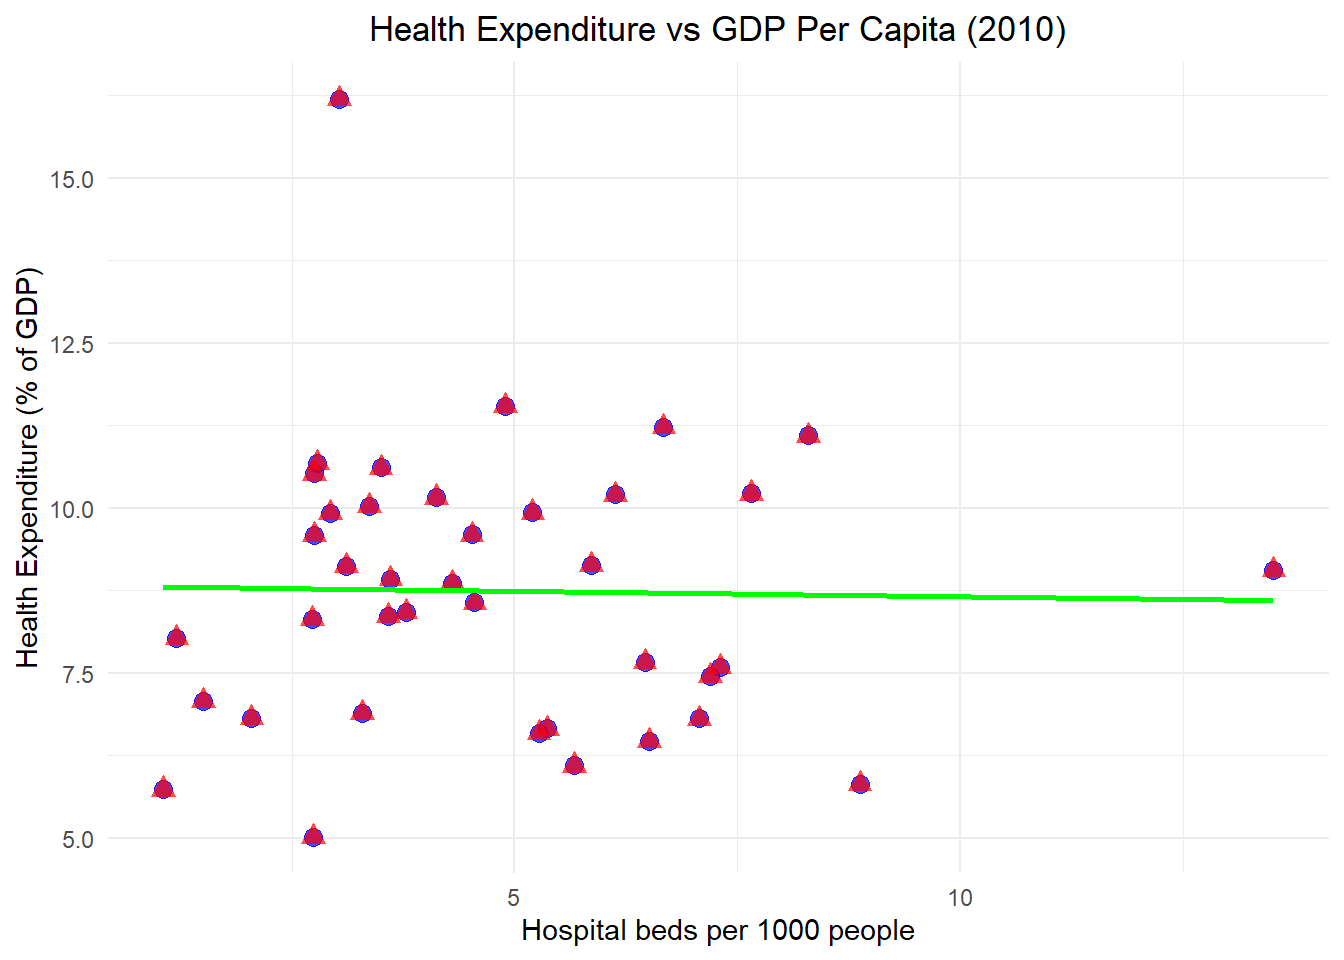 Health Expenditure vs GDP Per Capita (2010)
Health Expenditure (% of GDP)
15.0
12.5
10.0
7.5
5.0
5
10
Hospital beds per 1000 people